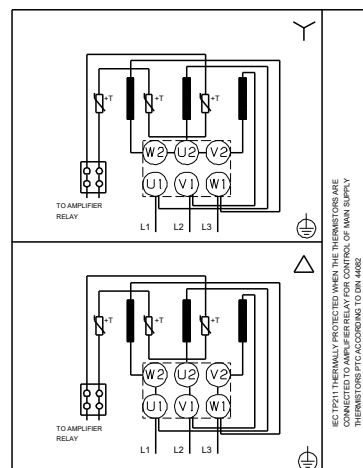 +T
+T
+T
W2
U2
V2
U1
V1
W1
TO AMPLIFIER
RELAY
L1
L2
L3
+T
+T
+T
W2
U2
V2
U1
V1
W1
TO AMPLIFIER
RELAY
L1
L2
L3
IEC TP211 THERMALLY PROTECTED WHEN THE THERMISTORS ARE
CONNECTED TO AMPLIFIER RELAY FOR CONTROL OF MAIN SUPPLY
THERMISTORS PTC ACCORDING TO DIN 44082